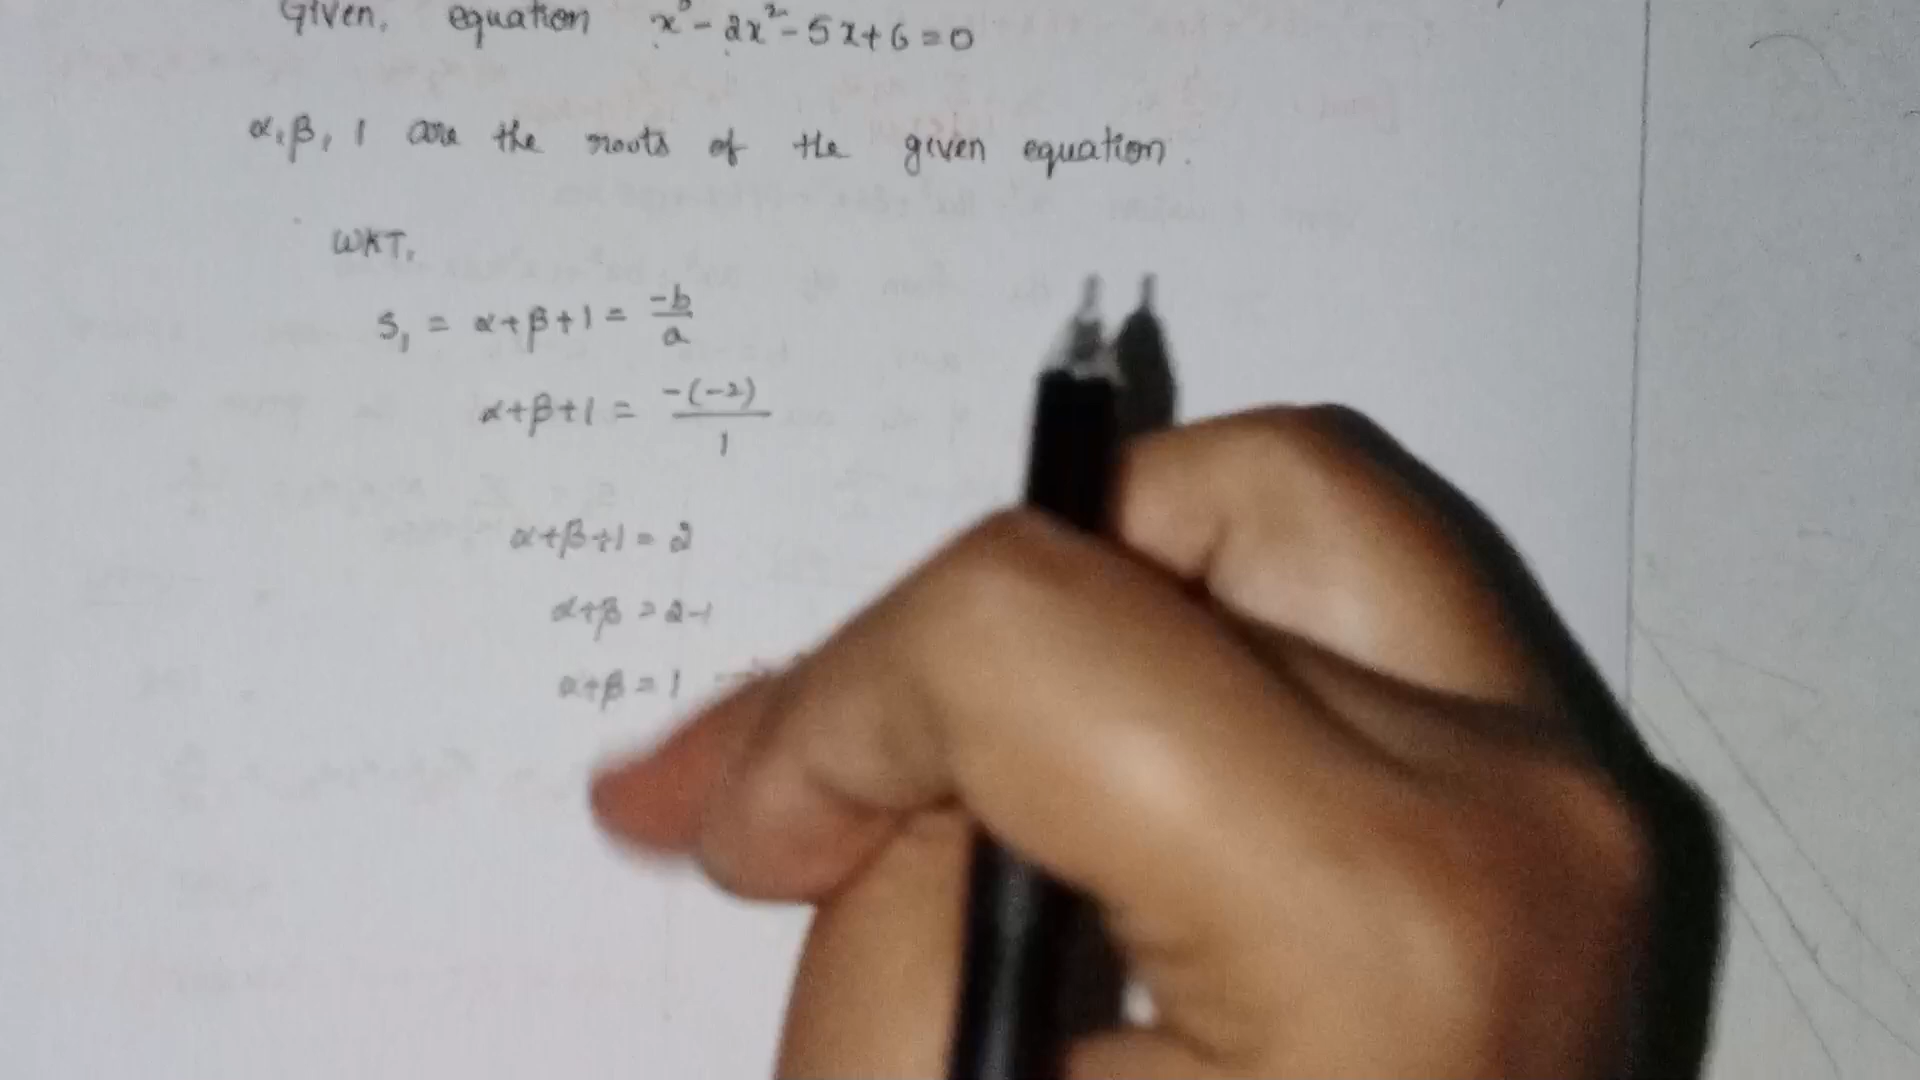 Given, equation x³ - 2x² - 5x + 6 = 0
α, β, 1 are the roots of the given equation.
WKT,
S₁ = α + β + 1 = -b/a
α + β + 1 = -(-2)/1
α + β + 1 = 2
α + β = 2 - 1
α + β = 1